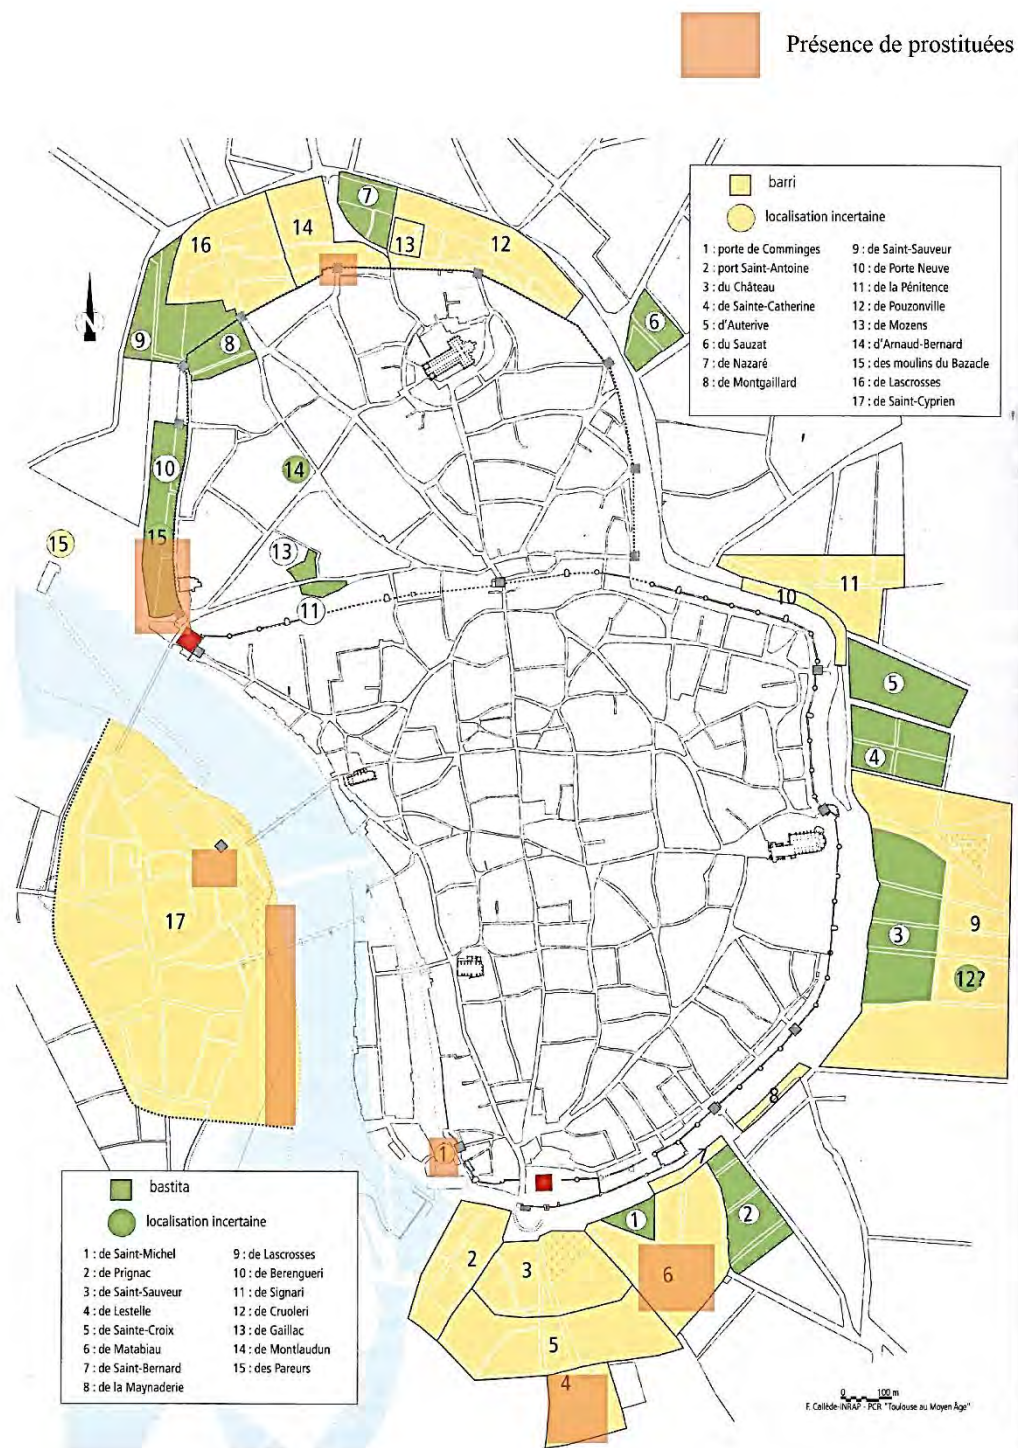 Présence de prostituées
barri
localisation incertaine
1 : porte de Comminges
2 : port Saint-Antoine
3 : du Château
4 : de Sainte-Catherine
5 : d'Auterive
6 : du Sauzat
7 : de Nazaré
8 : de Montgaillard
9 : de Saint-Sauveur
10 : de Porte Neuve
11 : de la Pénitence
12 : de Pouzonville
13 : de Mozens
14 : d'Arnaud-Bernard
15 : des moulins du Bazacle
16 : de Lascrosses
17 : de Saint-Cyprien
7
14
16
13
12
N
9
8
6
10
14
15
15
13
11
10
11
5
4
17
3
9
12?
8
1
7
1
2
2
3
6
5
4
bastita
localisation incertaine
1 : de Saint-Michel
2 : de Prignac
3 : de Saint-Sauveur
4 : de Lestelle
5 : de Sainte-Croix
6 : de Matabiau
7 : de Saint-Bernard
8 : de la Maynaderie
9 : de Lascrosses
10 : de Berengueri
11 : de Signari
12 : de Cruoleri
13 : de Gaillac
14 : de Montlaudun
15 : des Pareurs
0 100 m
F. Callède-INRAP - PCR "Toulouse au Moyen Âge"